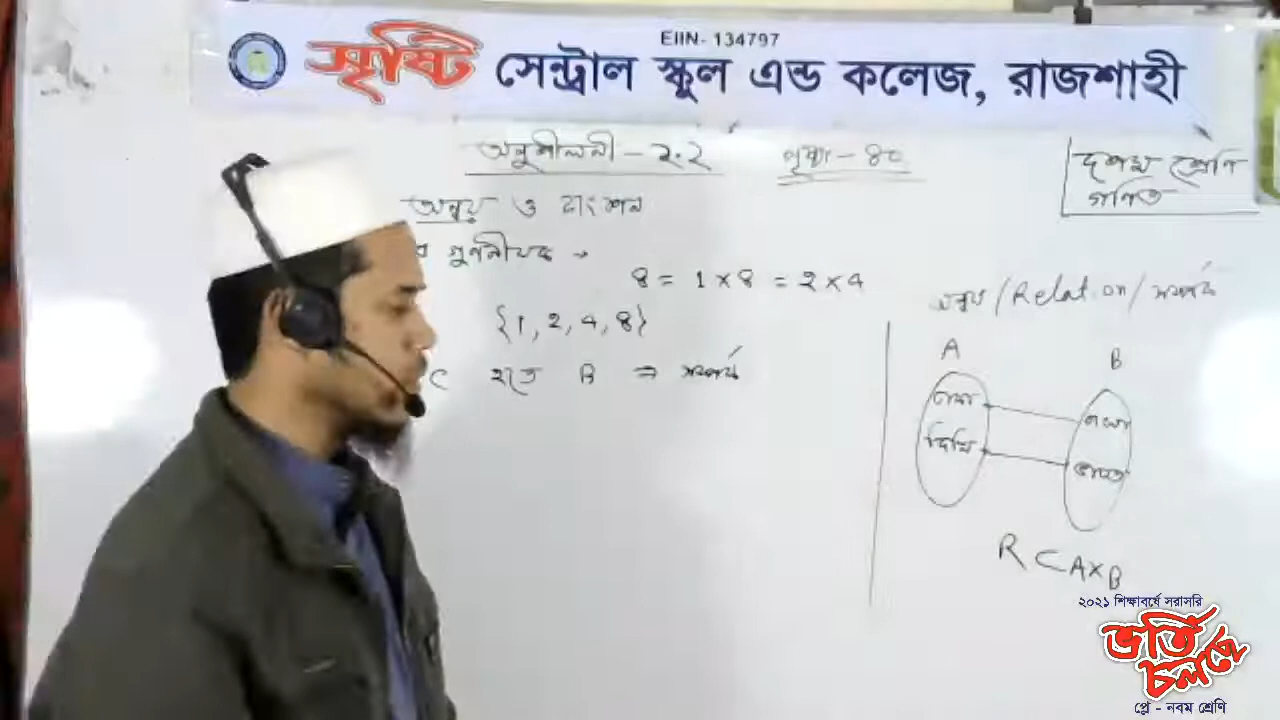 EIIN- 134797
সৃষ্টি সেন্ট্রাল স্কুল এন্ড কলেজ, রাজশাহী
অনুশীলনী - ২.২ পৃষ্ঠা - ৪০
দশম শ্রেণি
গণিত
অন্বয় ও ফাংশন
গুণনীয়ক →
8 = 1 × 8 = 2 × 4
{1, 2, 4, 8}
C হতে B ⇒ সম্পর্ক
অন্বয় / Relation / সম্পর্ক
A B
ঢাকা
দিল্লি ভারত
R ⊂ A×B
২০২১ শিক্ষাবর্ষে সরাসরি
ভর্তি
চলছে
প্লে - নবম শ্রেণি